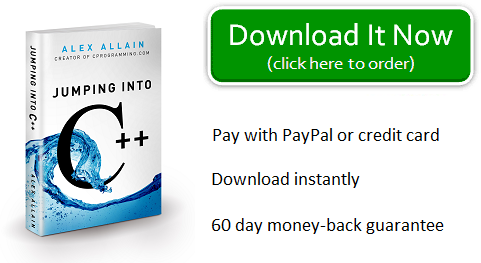 ALEX ALLAIN
CREATOR OF CPROGRAMMING.COM
JUMPING INTO
C++
JUMPING INTO C++
ALEX ALLAIN
Download It Now
(click here to order)
Pay with PayPal or credit card
Download instantly
60 day money-back guarantee